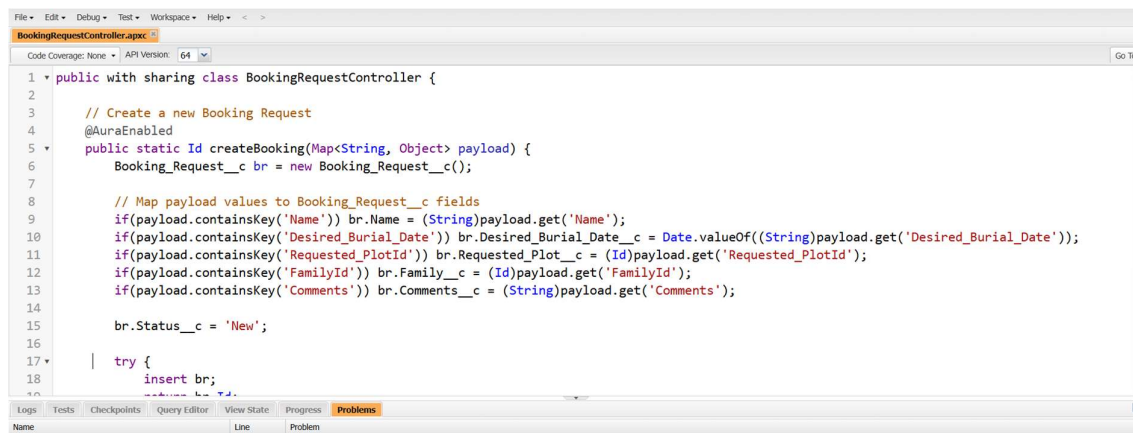 File Edit Debug Test Workspace Help < >
BookingRequestController.apxc
Code Coverage: None API Version: 64 Go To
1 public with sharing class BookingRequestController {
2
3 // Create a new Booking Request
4 @AuraEnabled
5 public static Id createBooking(Map<String, Object> payload) {
6 Booking_Request__c br = new Booking_Request__c();
7
8 // Map payload values to Booking_Request__c fields
9 if(payload.containsKey('Name')) br.Name = (String)payload.get('Name');
10 if(payload.containsKey('Desired_Burial_Date')) br.Desired_Burial_Date__c = Date.valueOf((String)payload.get('Desired_Burial_Date'));
11 if(payload.containsKey('Requested_PlotId')) br.Requested_Plot__c = (Id)payload.get('Requested_PlotId');
12 if(payload.containsKey('FamilyId')) br.Family__c = (Id)payload.get('FamilyId');
13 if(payload.containsKey('Comments')) br.Comments__c = (String)payload.get('Comments');
14
15 br.Status__c = 'New';
16
17 try {
18 insert br;
19 return br.Id;
Logs Tests Checkpoints Query Editor View State Progress Problems
Name Line Problem